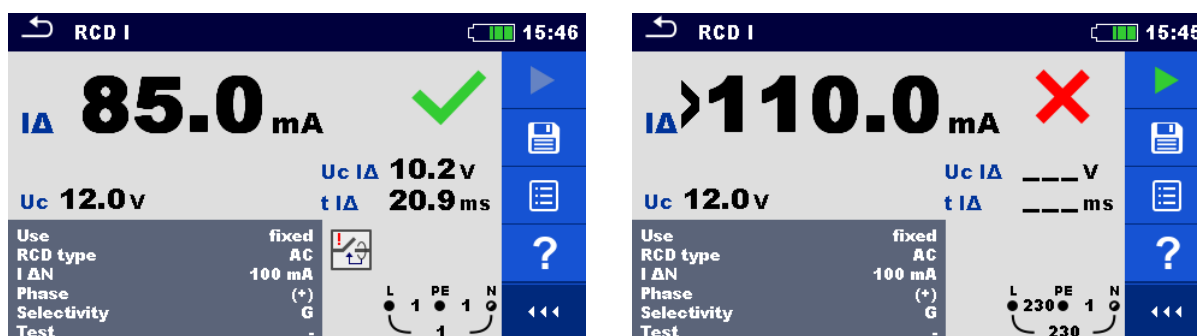 RCD I 15:46
IΔ 85.0 mA
Uc IΔ 10.2 V
Uc 12.0 V t IΔ 20.9 ms
Use fixed
RCD type AC
I ΔN 100 mA
Phase (+)
Selectivity G
Test -
?
!
L PE N
1 1
1
RCD I 15:45
IΔ >110.0 mA
Uc IΔ ___ V
Uc 12.0 V t IΔ ___ ms
Use fixed
RCD type AC
I ΔN 100 mA
Phase (+)
Selectivity G
Test -
?
L PE N
230 1
230